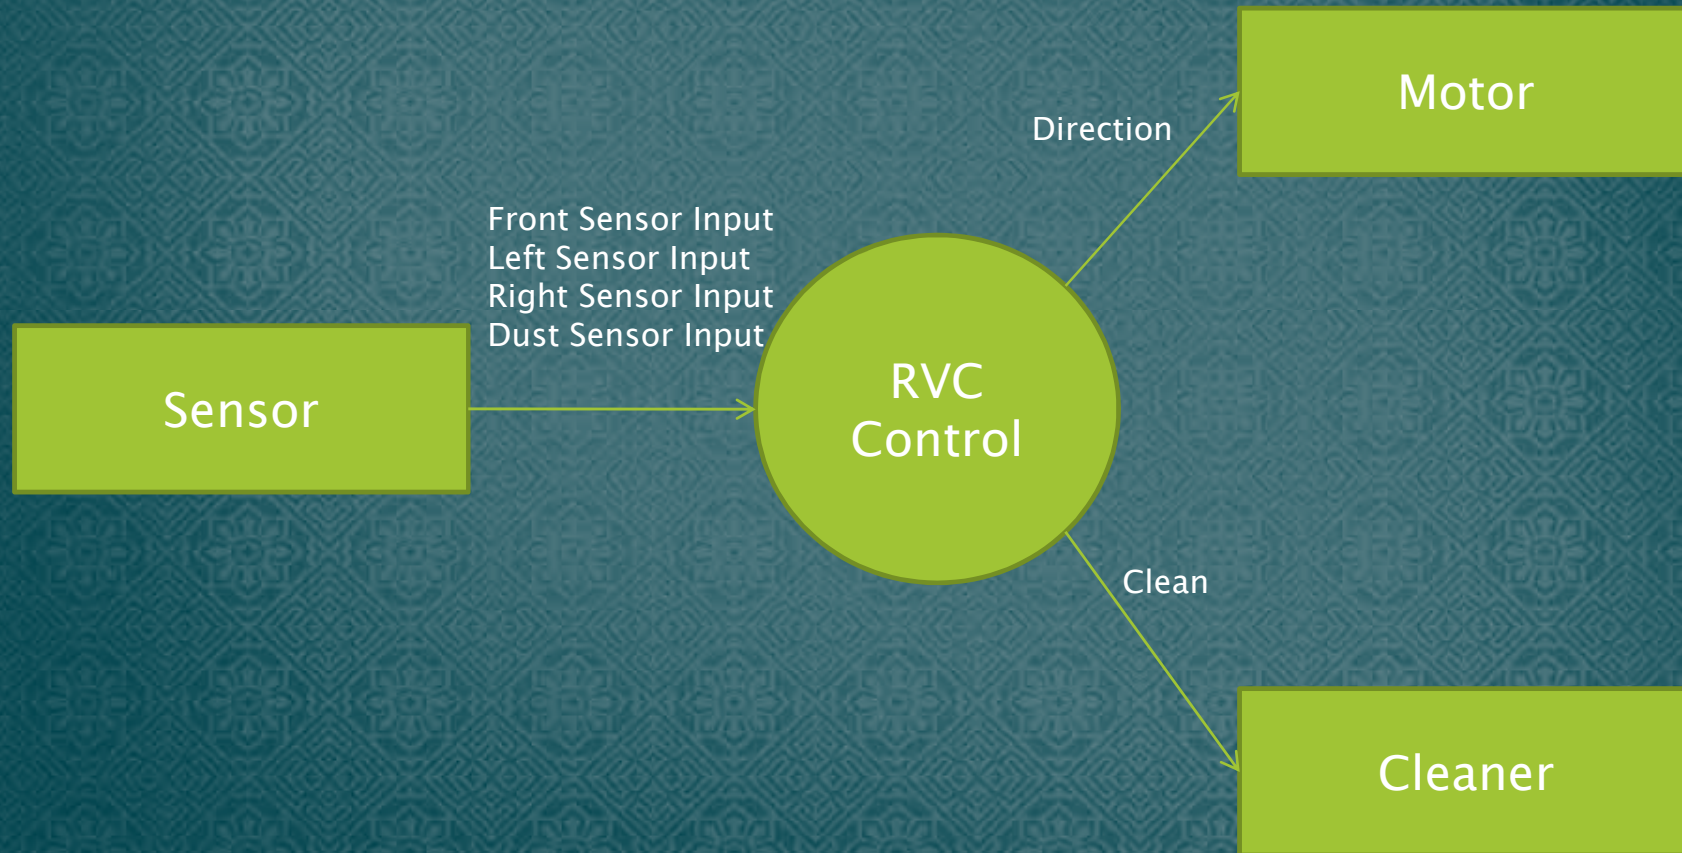 Motor
Direction
Front Sensor Input
Left Sensor Input
Right Sensor Input
Dust Sensor Input
Sensor
RVC
Control
Clean
Cleaner